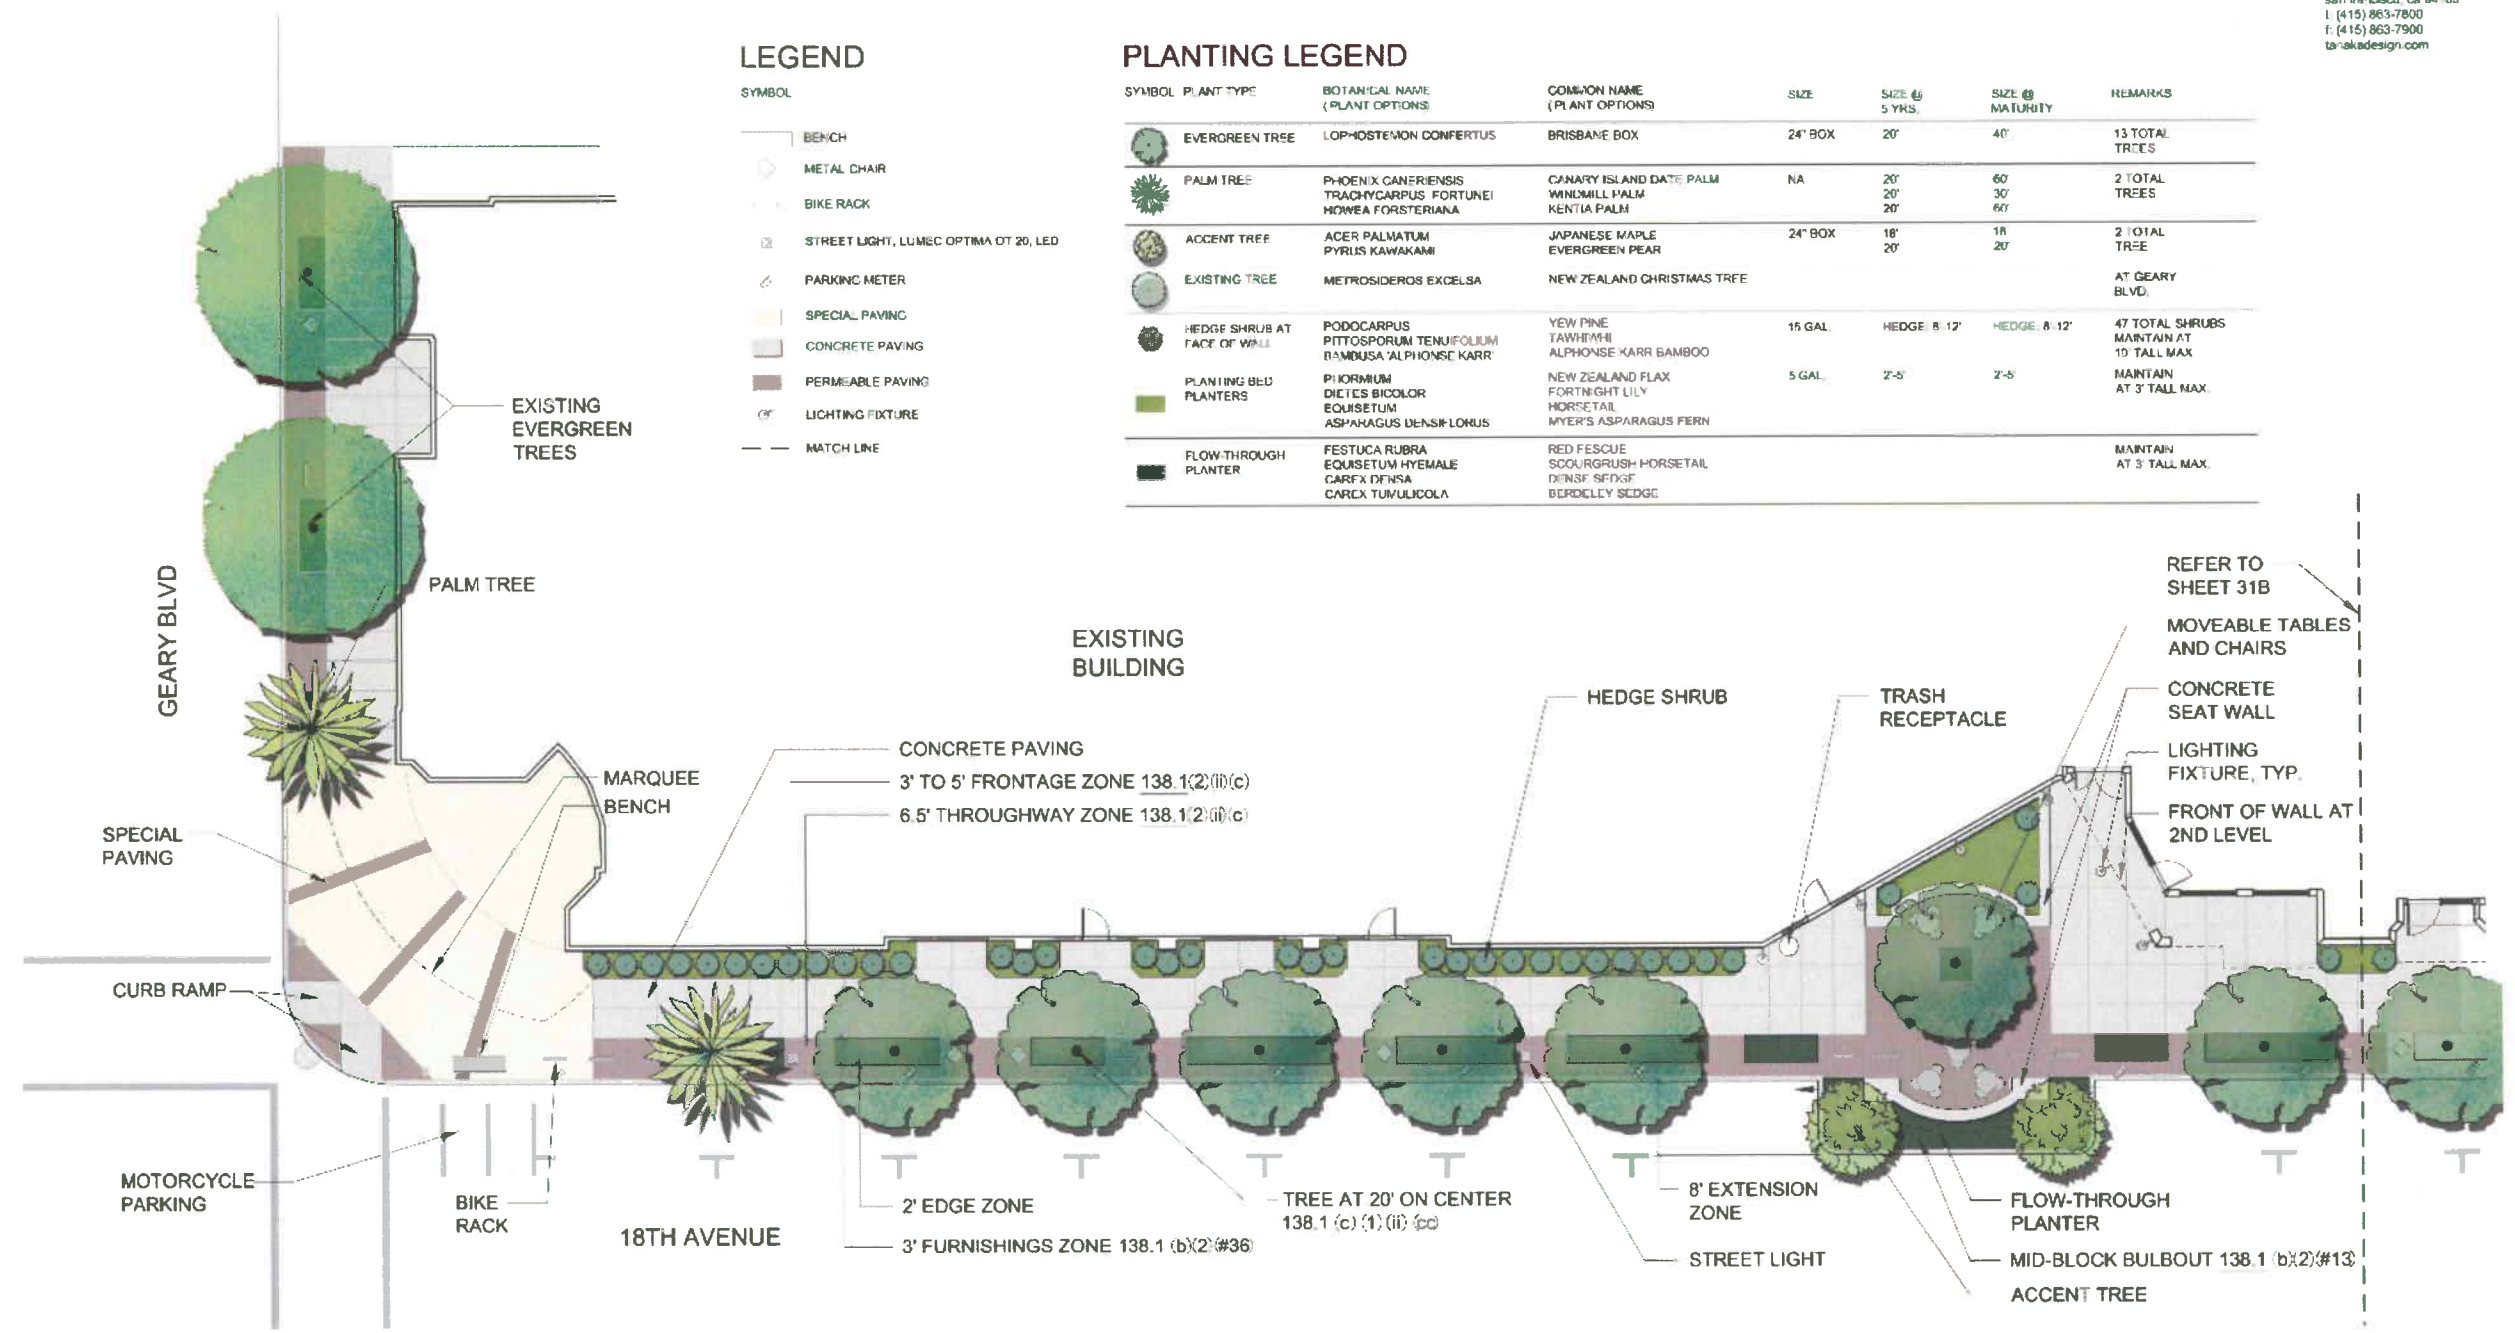 l: (415) 863-7800
f: (415) 863-7900
tanakadesign.com
LEGEND
SYMBOL
BENCH
METAL CHAIR
BIKE RACK
STREET LIGHT, LUMEC OPTIMA OT 20, LED
PARKING METER
SPECIAL PAVING
CONCRETE PAVING
PERMEABLE PAVING
LIGHTING FIXTURE
MATCH LINE
PLANTING LEGEND
SYMBOL PLANT TYPE BOTANICAL NAME COMMON NAME SIZE SIZE @ SIZE @ REMARKS
(PLANT OPTIONS) (PLANT OPTIONS) 5 YRS. MATURITY
EVERGREEN TREE LOPHOSTEMON CONFERTUS BRISBANE BOX 24" BOX 20' 40' 13 TOTAL
TREES
PALM TREE PHOENIX CANERIENSIS CANARY ISLAND DATE PALM NA 20' 60' 2 TOTAL
TRACHYCARPUS FORTUNEI WINDMILL PALM 20' 30' TREES
HOWEA FORSTERIANA KENTIA PALM 20' 60'
ACCENT TREE ACER PALMATUM JAPANESE MAPLE 24" BOX 18' 18 2 TOTAL
PYRUS KAWAKAMI EVERGREEN PEAR 20' 20' TREE
EXISTING TREE METROSIDEROS EXCELSA NEW ZEALAND CHRISTMAS TREE AT GEARY
BLVD.
HEDGE SHRUB AT PODOCARPUS YEW PINE 15 GAL. HEDGE: 8-12' HEDGE: 8-12' 47 TOTAL SHRUBS
FACE OF WALL PITTOSPORUM TENUIFOLIUM TAWHIWHI MAINTAIN AT
BAMBUSA 'ALPHONSE KARR' ALPHONSE KARR BAMBOO 10' TALL MAX
PLANTING BED PHORMIUM NEW ZEALAND FLAX 5 GAL. 2'-5' 2'-5' MAINTAIN
PLANTERS DIETES BICOLOR FORTNIGHT LILY AT 3' TALL MAX.
EQUISETUM HORSETAIL
ASPARAGUS DENSIFLORUS MYER'S ASPARAGUS FERN
FLOW-THROUGH FESTUCA RUBRA RED FESCUE MAINTAIN
PLANTER EQUISETUM HYEMALE SCOURGRUSH HORSETAIL AT 3' TALL MAX.
CAREX DENSA DENSE SEDGE
CAREX TUMULICOLA BERDELEY SEDGE
GEARY BLVD
EXISTING
EVERGREEN
TREES
PALM TREE
EXISTING
BUILDING
REFER TO
SHEET 31B
MOVEABLE TABLES
AND CHAIRS
CONCRETE
SEAT WALL
LIGHTING
FIXTURE, TYP.
FRONT OF WALL AT
2ND LEVEL
HEDGE SHRUB
TRASH
RECEPTACLE
CONCRETE PAVING
3' TO 5' FRONTAGE ZONE 138.1(2)(ii)(c)
6.5' THROUGHWAY ZONE 138.1(2)(ii)(c)
MARQUEE
BENCH
SPECIAL
PAVING
CURB RAMP
MOTORCYCLE
PARKING
BIKE
RACK
18TH AVENUE
2' EDGE ZONE
3' FURNISHINGS ZONE 138.1 (b)(2)(#36)
TREE AT 20' ON CENTER
138.1 (c) (1) (ii) (cc)
8' EXTENSION
ZONE
STREET LIGHT
FLOW-THROUGH
PLANTER
MID-BLOCK BULBOUT 138.1 (b)(2)(#13)
ACCENT TREE